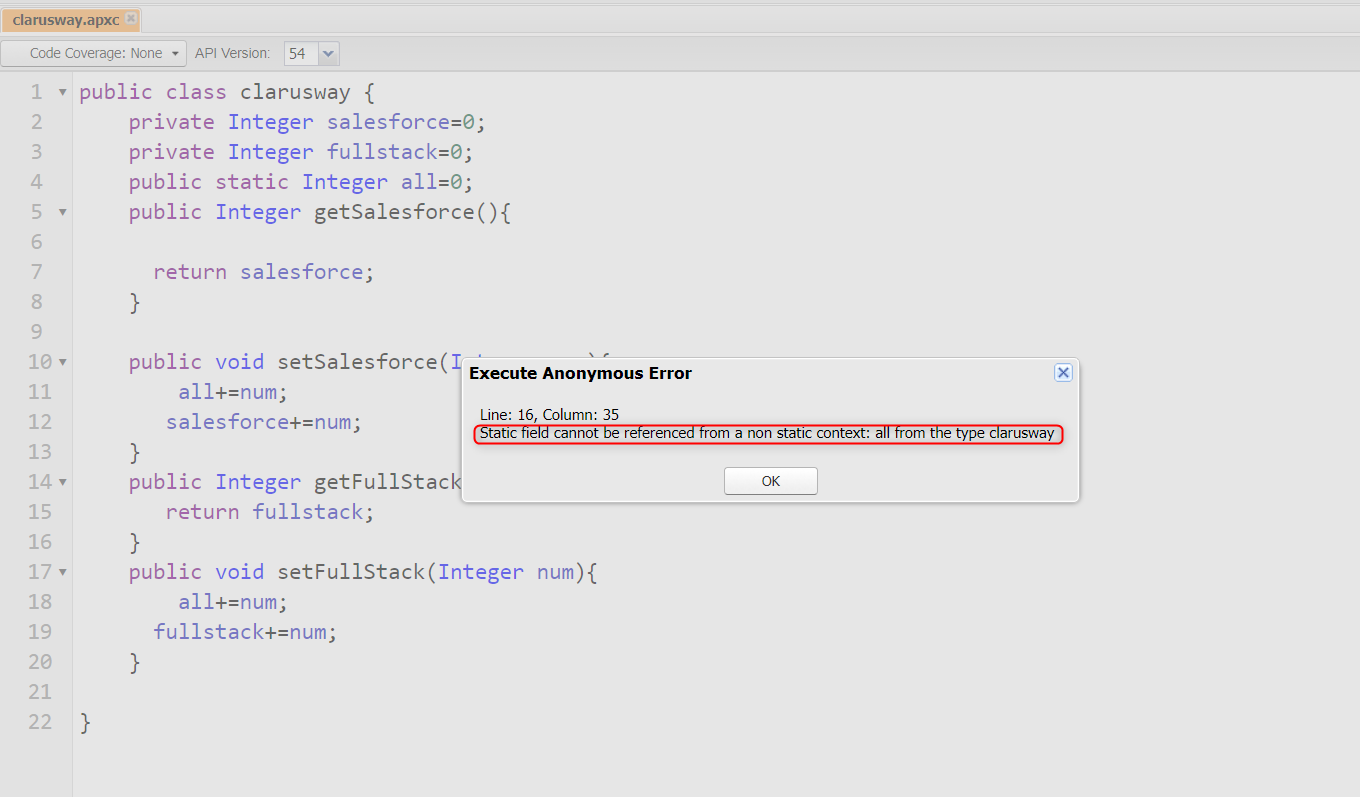 clarusway.apxc
Code Coverage: None API Version: 54
1 public class clarusway {
2 private Integer salesforce=0;
3 private Integer fullstack=0;
4 public static Integer all=0;
5 public Integer getSalesforce(){
6
7 return salesforce;
8 }
9
10 public void setSalesforce(
11 all+=num;
12 salesforce+=num;
13 }
14 public Integer getFullStack
15 return fullstack;
16 }
17 public void setFullStack(Integer num){
18 all+=num;
19 fullstack+=num;
20 }
21
22 }
Execute Anonymous Error
Line: 16, Column: 35
Static field cannot be referenced from a non static context: all from the type clarusway
OK